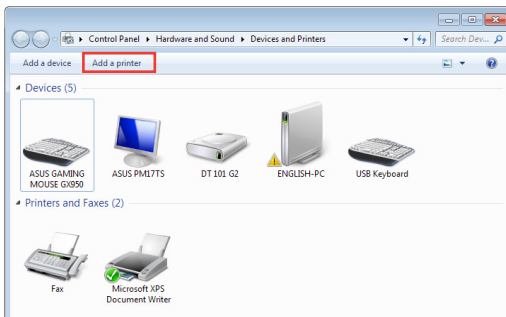 Control Panel ▸ Hardware and Sound ▸ Devices and Printers
Search Dev...
Add a device
Add a printer
Devices (5)
ASUS GAMING
MOUSE GX950
ASUS PM17TS
DT 101 G2
ENGLISH-PC
USB Keyboard
Printers and Faxes (2)
Fax
Microsoft XPS
Document Writer